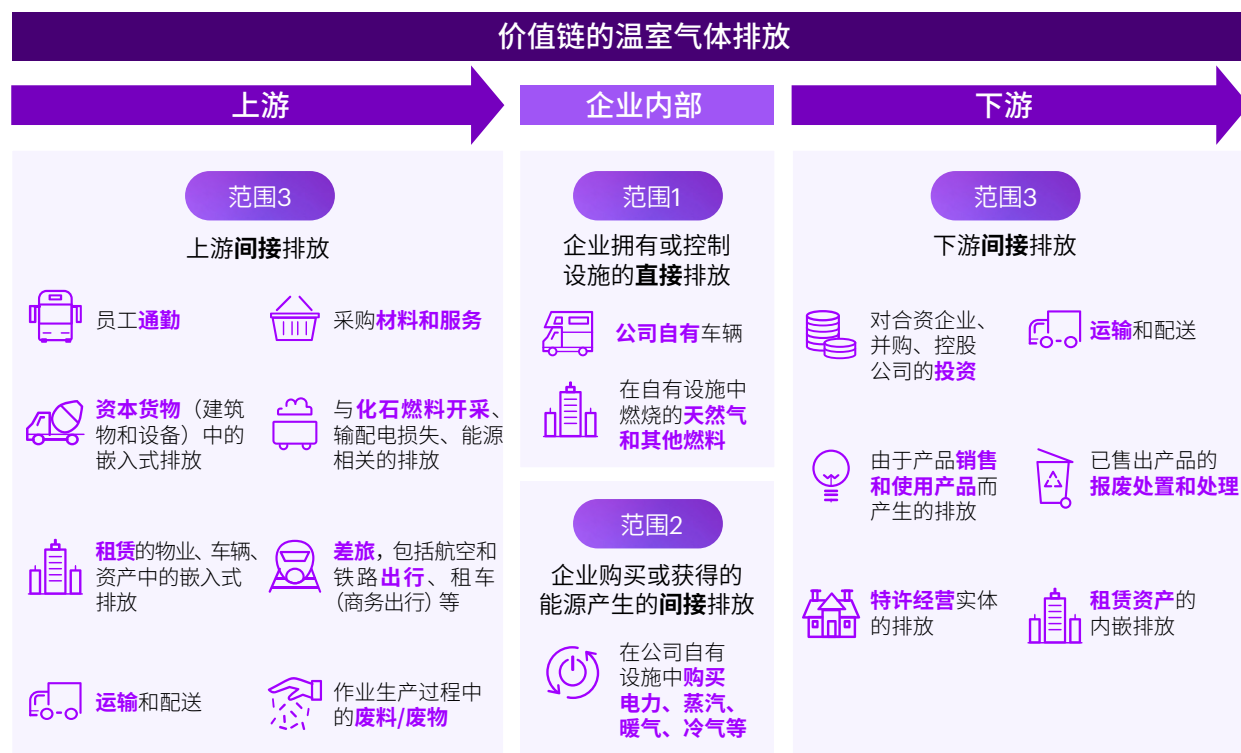 价值链的温室气体排放
上游
企业内部
下游
范围3
上游间接排放
员工通勤
采购材料和服务
资本货物（建筑
物和设备）中的
嵌入式排放
与化石燃料开采、
输配电损失、能源
相关的排放
租赁的物业、车辆、
资产中的嵌入式
排放
差旅，包括航空和
铁路出行、租车
（商务出行）等
运输和配送
作业生产过程中
的废料/废物
范围1
企业拥有或控制
设施的直接排放
公司自有车辆
在自有设施中
燃烧的天然气
和其他燃料
范围2
企业购买或获得的
能源产生的间接排放
在公司自有
设施中购买
电力、蒸汽、
暖气、冷气等
范围3
下游间接排放
对合资企业、
并购、控股
公司的投资
运输和配送
由于产品销售
和使用产品而
产生的排放
已售出产品的
报废处置和处理
特许经营实体
的排放
租赁资产的
内嵌排放